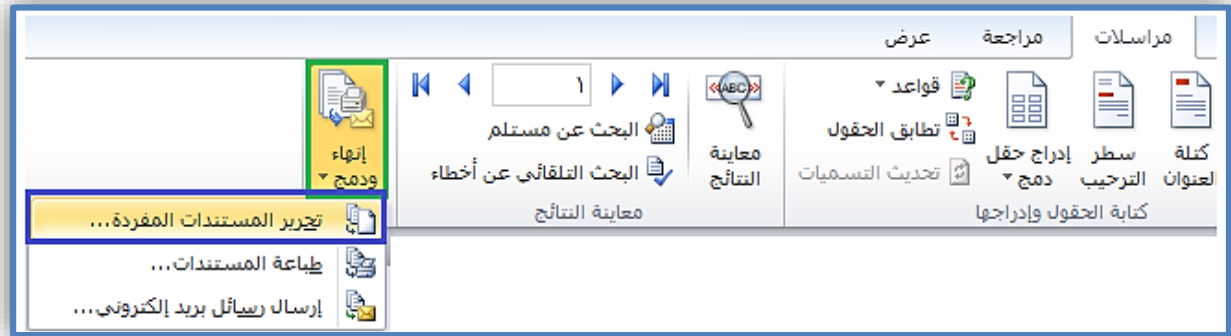 مراسلات مراجعة عرض
كتلة العنوان
سطر الترحيب
إدراج حقل دمج
قواعد
تطابق الحقول
تحديث التسميات
كتابة الحقول وإدراجها
«ABC»
معاينة النتائج
١
البحث عن مستلم
البحث التلقائي عن أخطاء
معاينة النتائج
إنهاء ودمج
تحرير المستندات المفردة...
طباعة المستندات...
إرسال رسائل بريد إلكتروني...